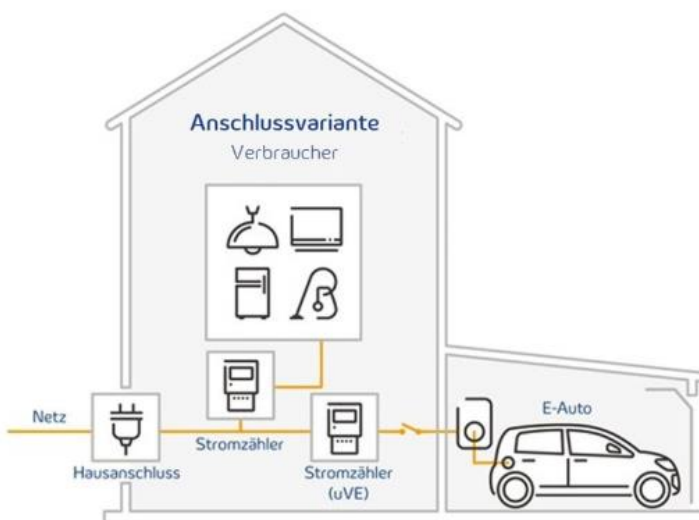 Anschlussvariante
Verbraucher
Netz
E-Auto
Hausanschluss
Stromzähler
Stromzähler
(uVE)